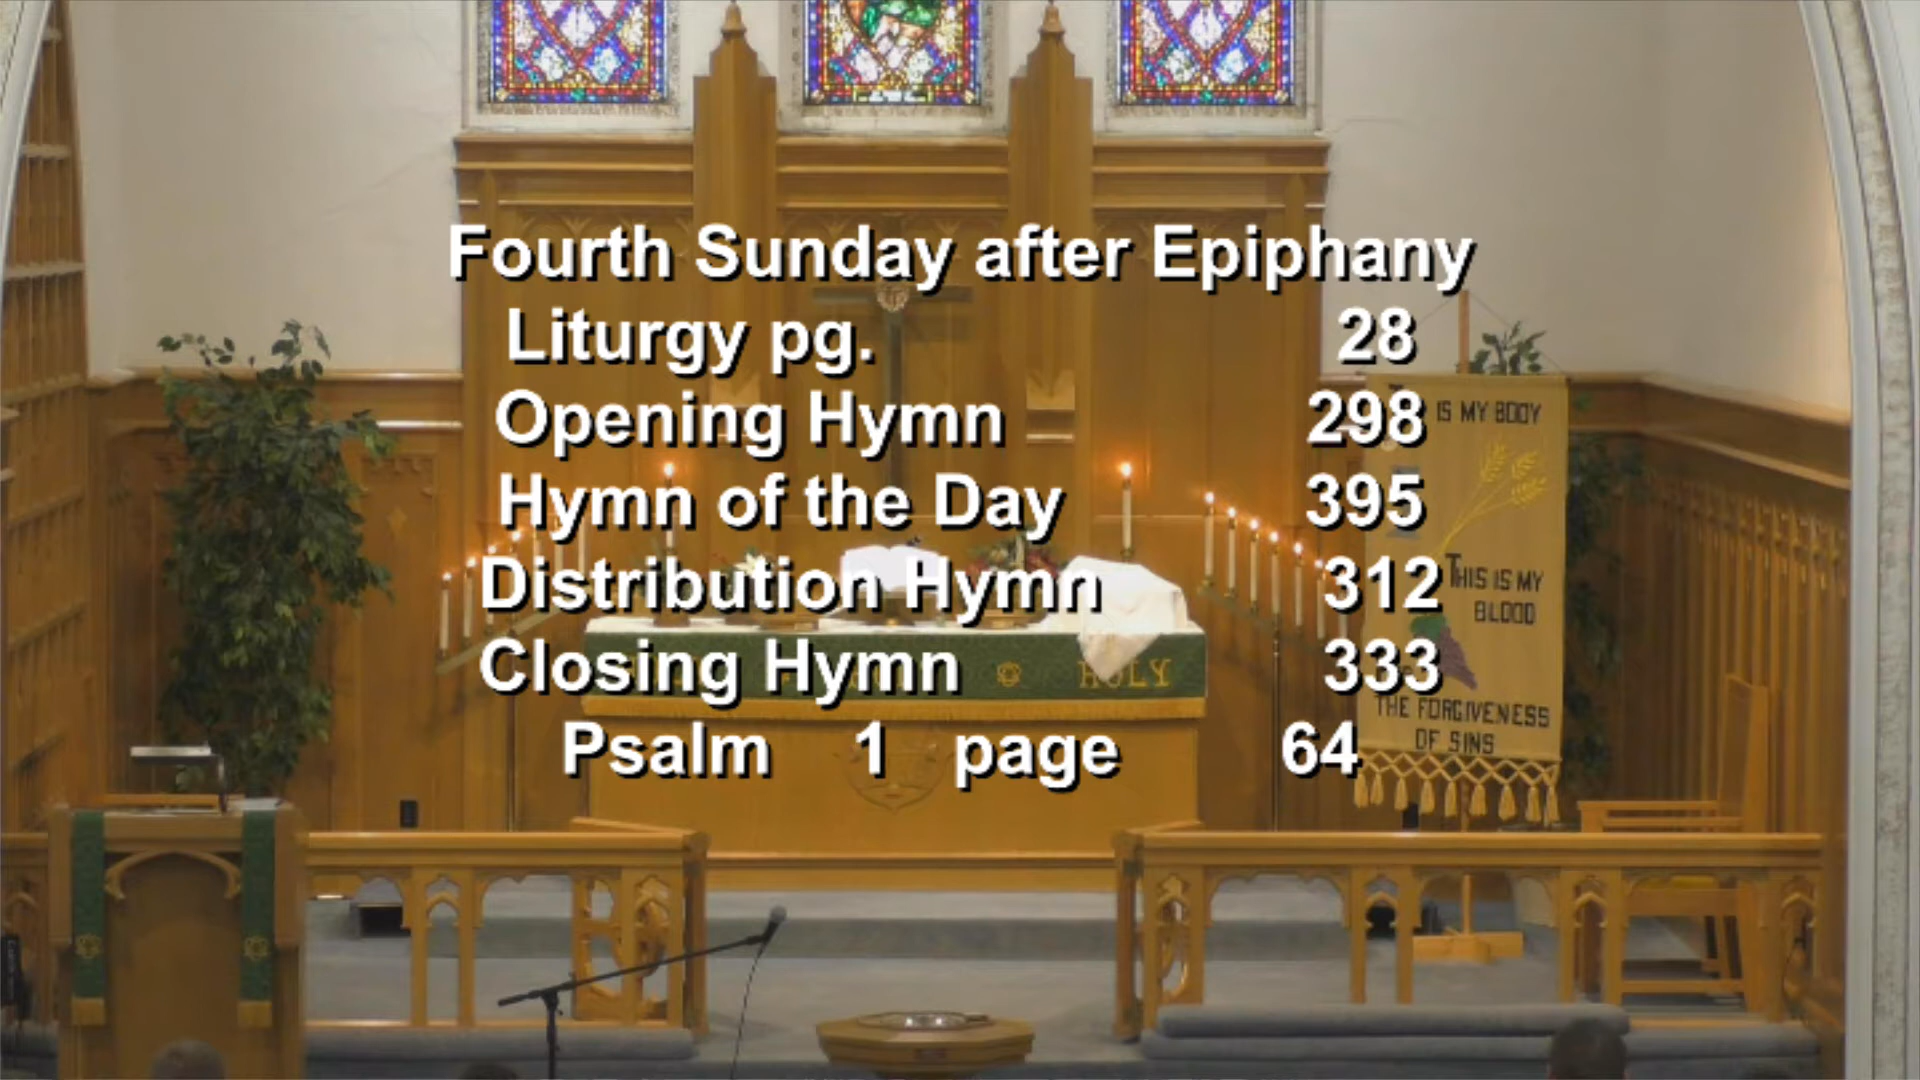 Fourth Sunday after Epiphany
Liturgy pg. 28
Opening Hymn 298
Hymn of the Day 395
Distribution Hymn 312
Closing Hymn 333
Psalm 1 page 64
IS MY BODY
THIS IS MY
BLOOD
THE FORGIVENESS
OF SINS
HOLY